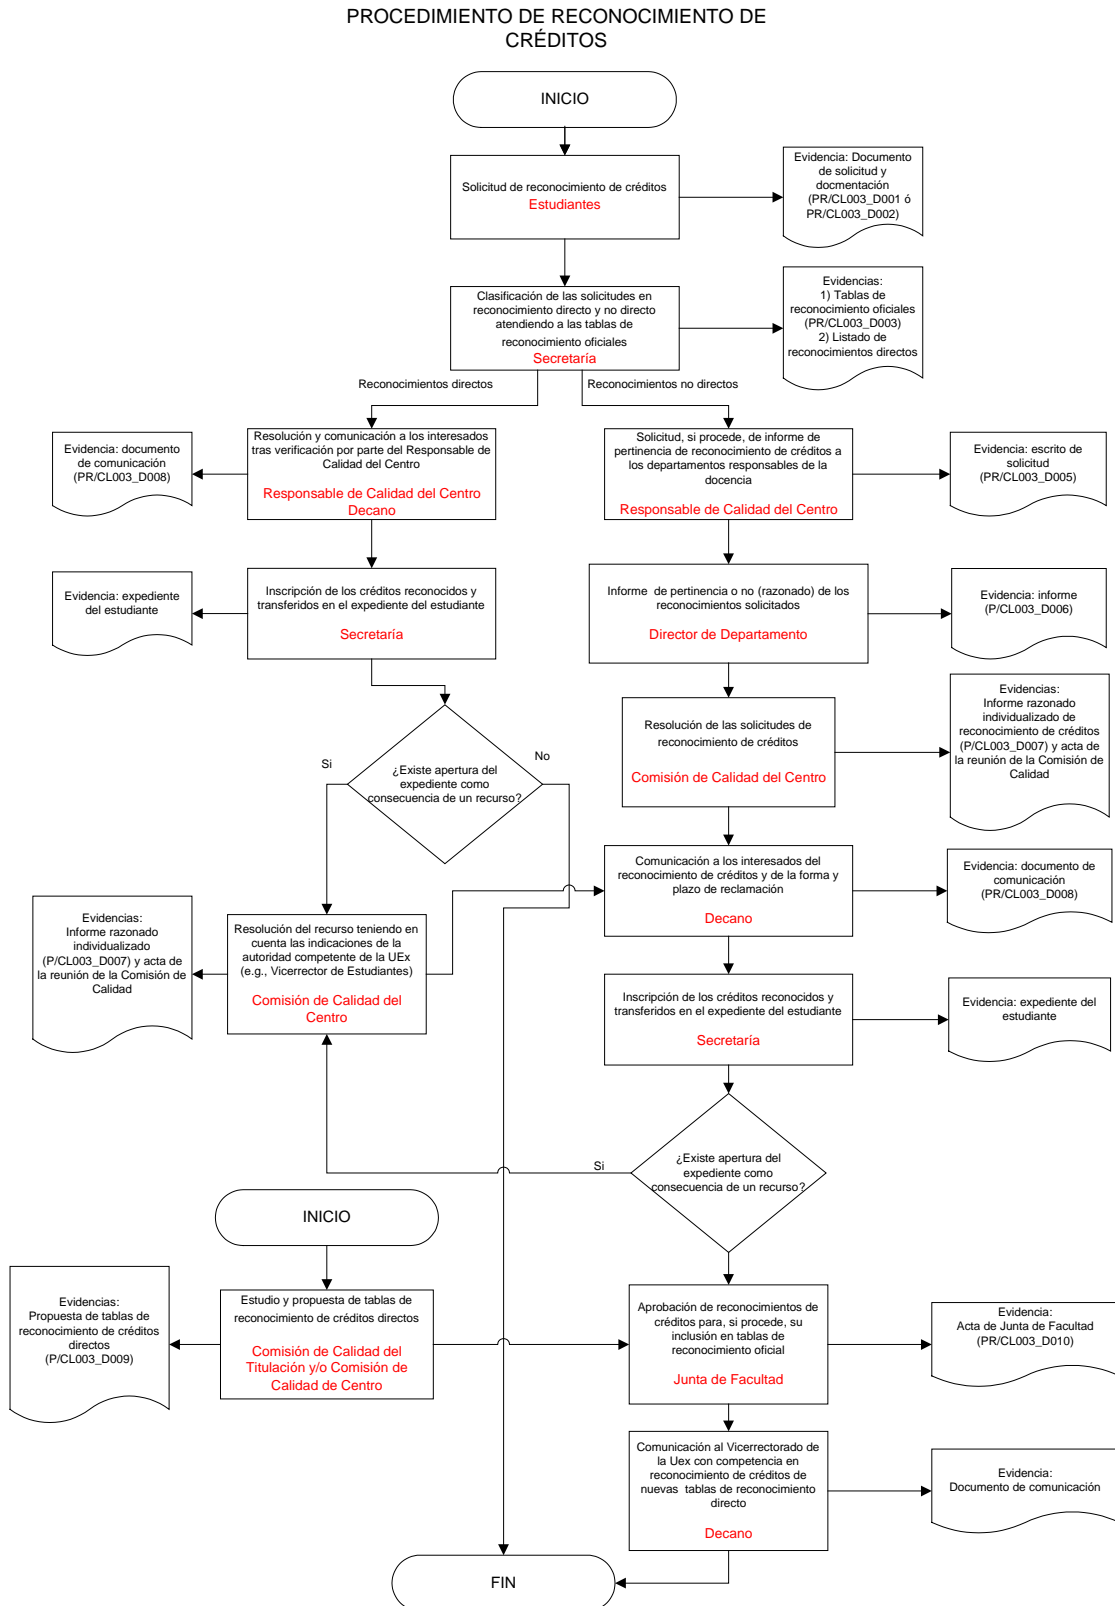 PROCEDIMIENTO DE RECONOCIMIENTO DE
CRÉDITOS
INICIO
Solicitud de reconocimiento de créditos
Estudiantes
Evidencia: Documento
de solicitud y
docmentación
(PR/CL003_D001 ó
PR/CL003_D002)
Clasificación de las solicitudes en
reconocimiento directo y no directo
atendiendo a las tablas de
reconocimiento oficiales
Secretaría
Evidencias:
1) Tablas de
reconocimiento oficiales
(PR/CL003_D003)
2) Listado de
reconocimientos directos
Reconocimientos directos
Reconocimientos no directos
Evidencia: documento
de comunicación
(PR/CL003_D008)
Resolución y comunicación a los interesados
tras verificación por parte del Responsable de
Calidad del Centro
Responsable de Calidad del Centro
Decano
Solicitud, si procede, de informe de
pertinencia de reconocimiento de créditos a
los departamentos responsables de la
docencia
Responsable de Calidad del Centro
Evidencia: escrito de
solicitud
(PR/CL003_D005)
Evidencia: expediente
del estudiante
Inscripción de los créditos reconocidos y
transferidos en el expediente del estudiante
Secretaría
Informe  de pertinencia o no (razonado) de los
reconocimientos solicitados
Director de Departamento
Evidencia: informe
(P/CL003_D006)
Resolución de las solicitudes de
reconocimiento de créditos
Comisión de Calidad del Centro
Evidencias:
Informe razonado
individualizado de
reconocimiento de créditos
(P/CL003_D007) y acta de
la reunión de la Comisión de
Calidad
Si
¿Existe apertura del
expediente como
consecuencia de un recurso?
No
Comunicación a los interesados del
reconocimiento de créditos y de la forma y
plazo de reclamación
Decano
Evidencia: documento de
comunicación
(PR/CL003_D008)
Evidencias:
Informe razonado
individualizado
(P/CL003_D007) y acta de
la reunión de la Comisión de
Calidad
Resolución del recurso teniendo en
cuenta las indicaciones de la
autoridad competente de la UEx
(e.g., Vicerrector de Estudiantes)
Comisión de Calidad del
Centro
Inscripción de los créditos reconocidos y
transferidos en el expediente del estudiante
Secretaría
Evidencia: expediente del
estudiante
Si
¿Existe apertura del
expediente como
consecuencia de un recurso?
INICIO
Evidencias:
Propuesta de tablas de
reconocimiento de créditos
directos
(P/CL003_D009)
Estudio y propuesta de tablas de
reconocimiento de créditos directos
Comisión de Calidad del
Titulación y/o Comisión de
Calidad de Centro
Aprobación de reconocimientos de
créditos para, si procede, su
inclusión en tablas de
reconocimiento oficial
Junta de Facultad
Evidencia:
Acta de Junta de Facultad
(PR/CL003_D010)
Comunicación al Vicerrectorado de
la Uex con competencia en
reconocimiento de créditos de
nuevas  tablas de reconocimiento
directo
Decano
Evidencia:
Documento de comunicación
FIN